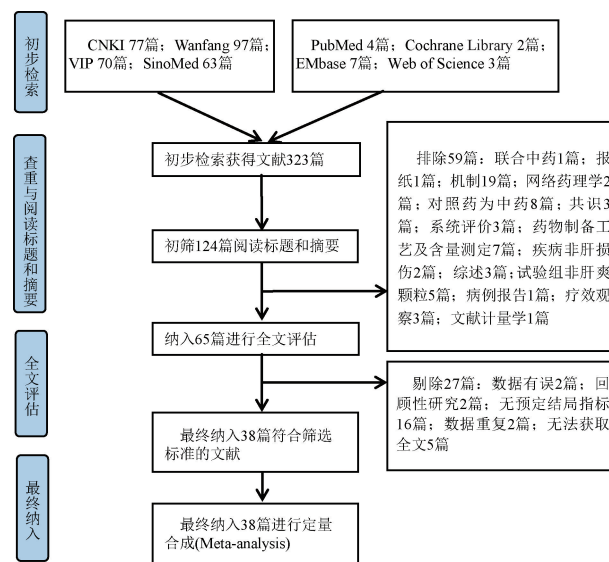 初步检索
CNKI 77篇；Wanfang 97篇；
VIP 70篇；SinoMed 63篇
PubMed 4篇；Cochrane Library 2篇；
EMbase 7篇；Web of Science 3篇
查重与阅读标题和摘要
初步检索获得文献323篇
初筛124篇阅读标题和摘要
排除59篇：联合中药1篇；报
纸1篇；机制19篇；网络药理学2
篇；对照药为中药8篇；共识3
篇；系统评价3篇；药物制备工
艺及含量测定7篇；疾病非肝损
伤2篇；综述3篇；试验组非肝爽
颗粒5篇；病例报告1篇；疗效观
察3篇；文献计量学1篇
全文评估
纳入65篇进行全文评估
剔除27篇：数据有误2篇；回
顾性研究2篇；无预定结局指标
16篇；数据重复2篇；无法获取
全文5篇
最终纳入38篇符合筛选
标准的文献
最终纳入
最终纳入38篇进行定量
合成(Meta-analysis)